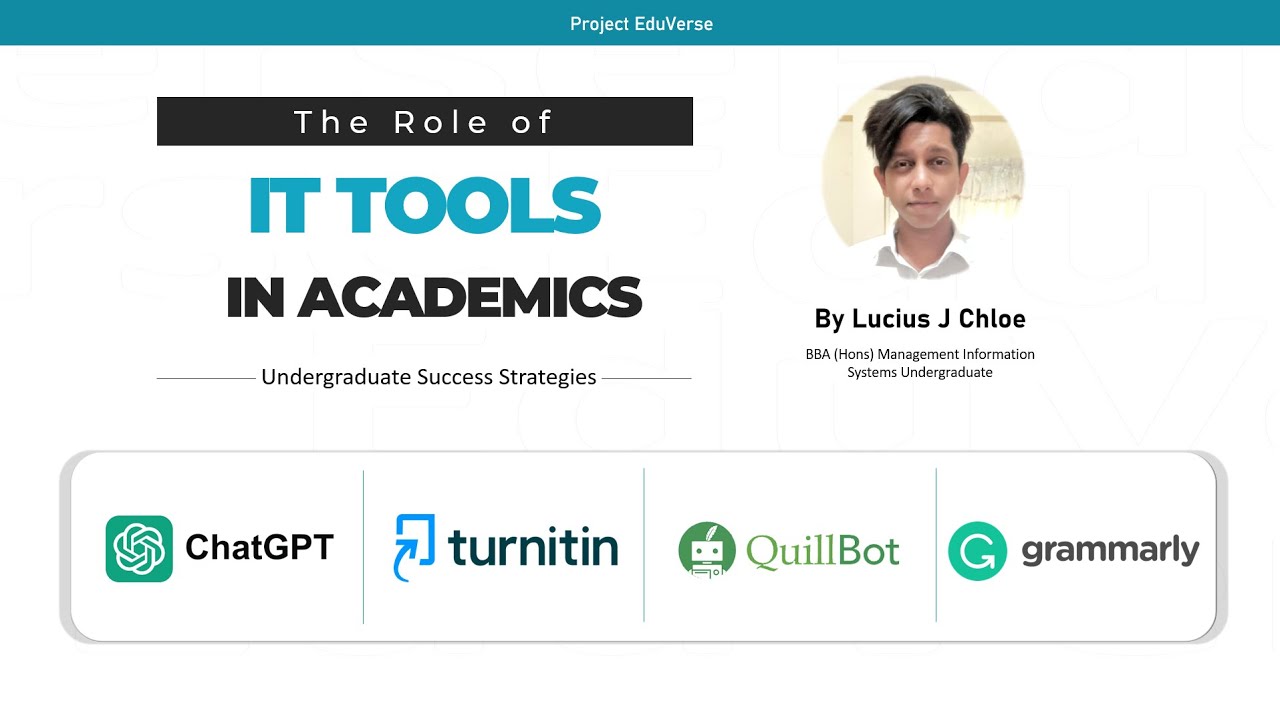 Project EduVerse
The Role of
IT TOOLS
IN ACADEMICS
Undergraduate Success Strategies
By Lucius J Chloe
BBA (Hons) Management Information
Systems Undergraduate
ChatGPT
turnitin
QuillBot
grammarly